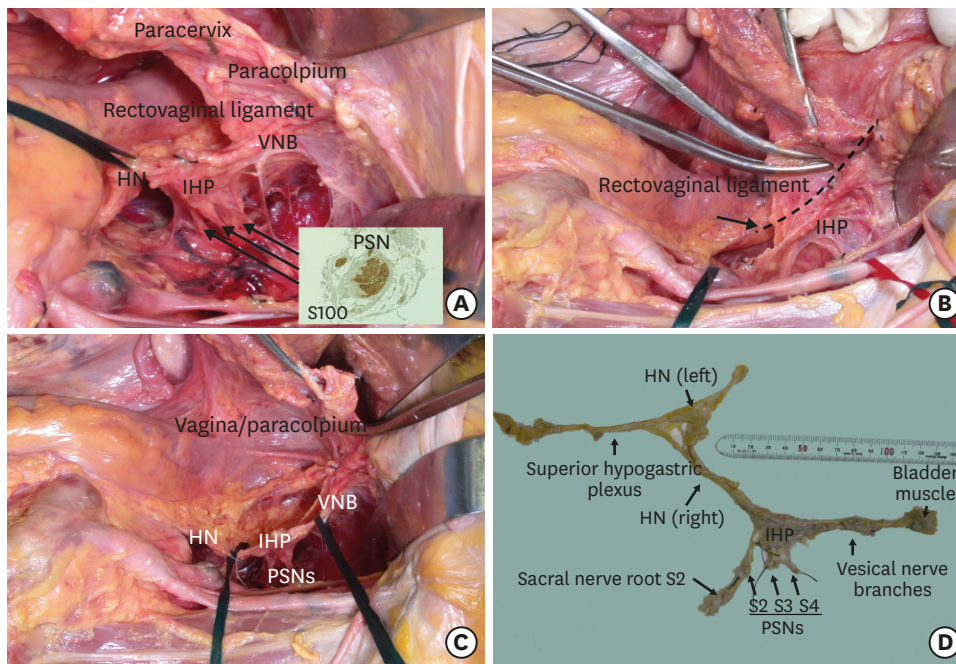 Paracervix
Paracolpium
Rectovaginal ligament
VNB
HN
IHP
PSN
S100
A
Rectovaginal ligament
IHP
B
Vagina/paracolpium
VNB
HN
IHP
PSNs
C
HN (left)
50
100
Superior hypogastric
plexus
Bladder
muscle
HN (right)
IHP
Sacral nerve root S2
Vesical nerve
branches
S2 S3 S4
PSNs
D